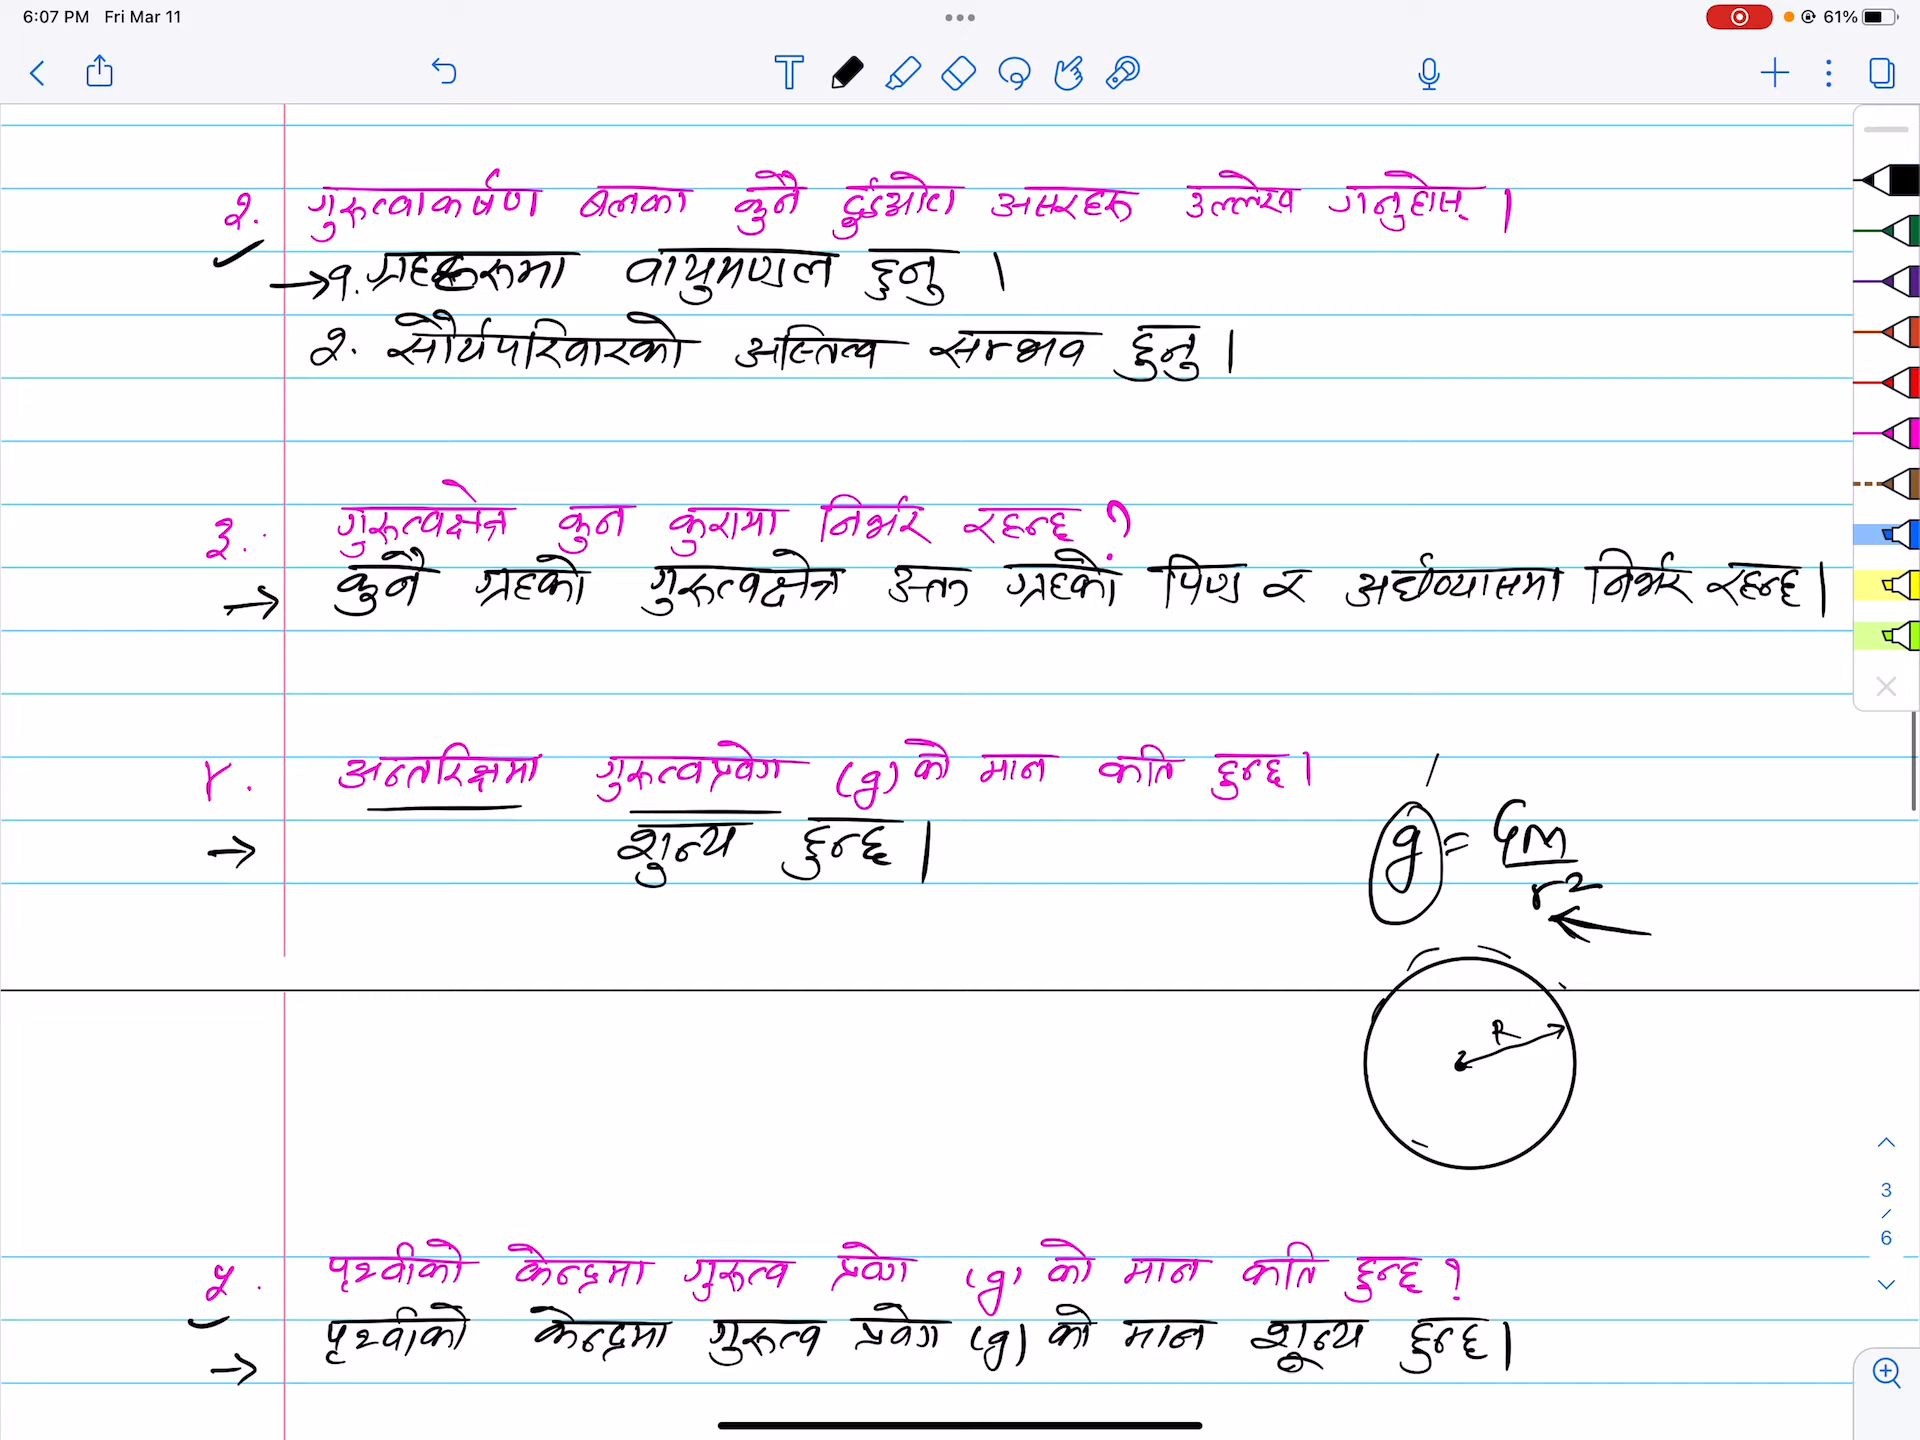 6:07 PM Fri Mar 11
61%
२. गुरुत्वाकर्षण बलका कुनै दुईओटा असरहरू उल्लेख गर्नुहोस् ।
→ १. ग्रहहरूमा वायुमण्डल हुनु ।
२. सौर्यपरिवारको अस्तित्व सम्भव हुनु ।
३. गुरुत्वक्षेत्र कुन कुरामा निर्भर रहन्छ ?
→ कुनै ग्रहको गुरुत्वक्षेत्र उक्त ग्रहको पिण्ड र अर्धव्यासमा निर्भर रहन्छ ।
४. अन्तरिक्षमा गुरुत्वप्रवेग (g) को मान कति हुन्छ ।
→ शुन्य हुन्छ ।
g = GM / r²
R
५. पृथ्वीको केन्द्रमा गुरुत्व प्रवेग (g) को मान कति हुन्छ ?
→ पृथ्वीको केन्द्रमा गुरुत्व प्रवेग (g) को मान शून्य हुन्छ ।
3 / 6